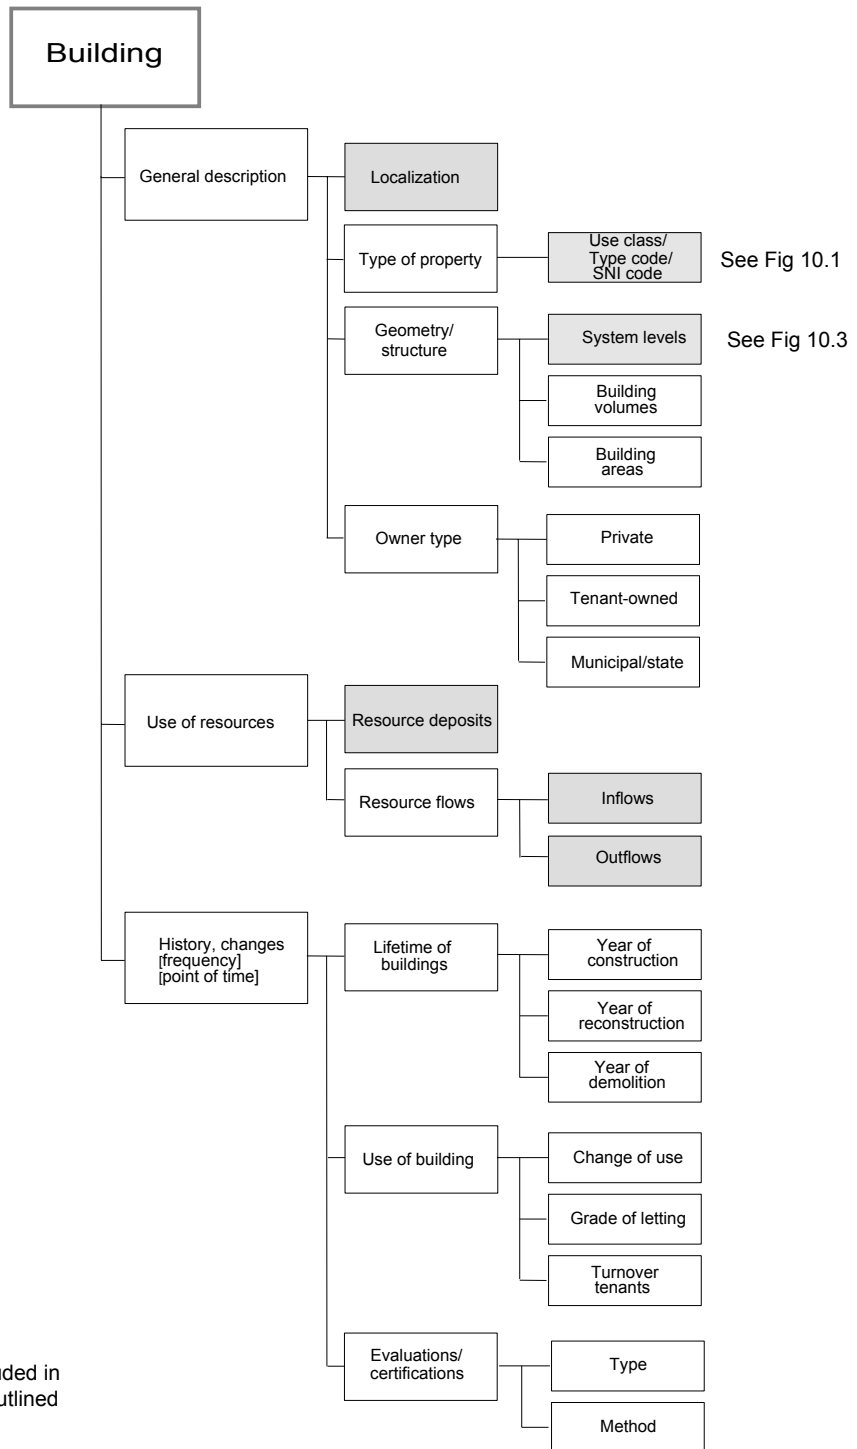 Building
General description
Localization
Type of property
Use class/
Type code/
SNI code
See Fig 10.1
Geometry/
structure
System levels
See Fig 10.3
Building
volumes
Building
areas
Owner type
Private
Tenant-owned
Municipal/state
Use of resources
Resource deposits
Resource flows
Inflows
Outflows
History, changes
[frequency]
[point of time]
Lifetime of
buildings
Year of
construction
Year of
reconstruction
Year of
demolition
Use of building
Change of use
Grade of letting
Turnover
tenants
Evaluations/
certifications
Type
Method
in